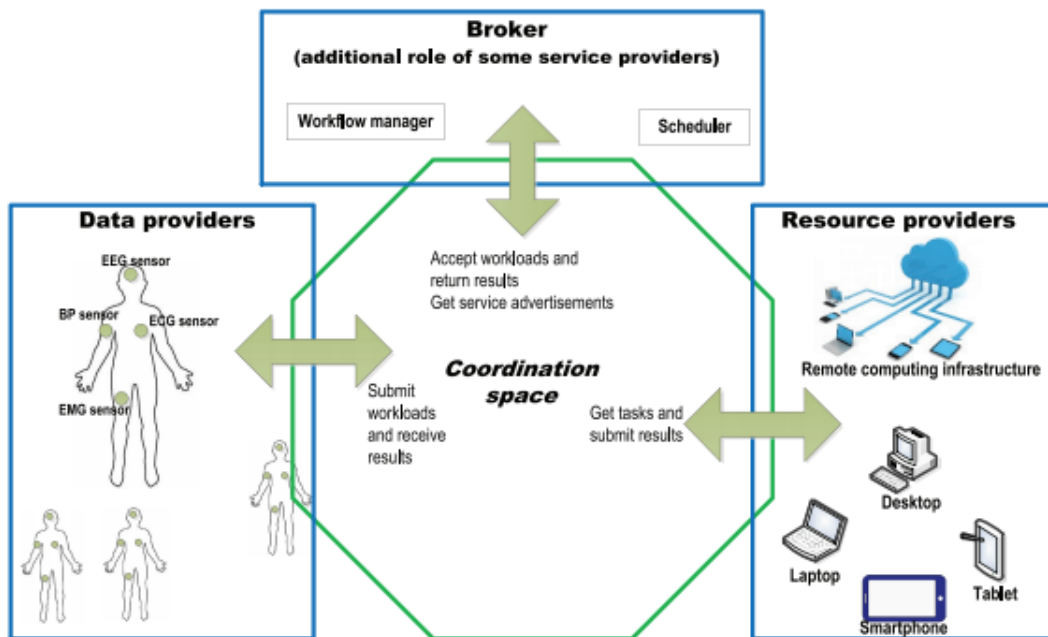 Broker
(additional role of some service providers)
Workflow manager
Scheduler
Data providers
EEG sensor
BP sensor
ECG sensor
EMG sensor
Accept workloads and
return results
Get service advertisements
Coordination
space
Submit
workloads
and receive
results
Get tasks and
submit results
Resource providers
Remote computing infrastructure
Desktop
Laptop
Tablet
Smartphone